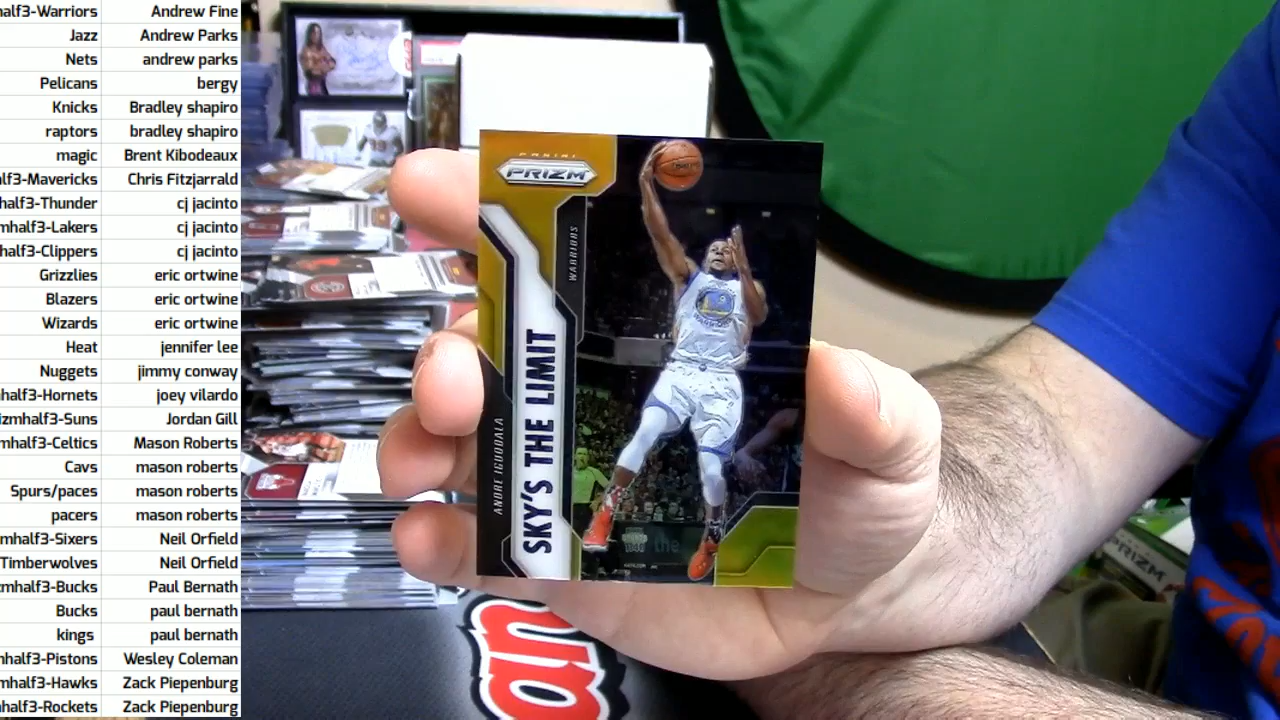 half3-Warriors Andrew Fine
Jazz Andrew Parks
Nets andrew parks
Pelicans bergy
Knicks Bradley shapiro
raptors bradley shapiro
magic Brent Kibodeaux
alf3-Mavericks Chris Fitzjarrald
half3-Thunder cj jacinto
mhalf3-Lakers cj jacinto
half3-Clippers cj jacinto
Grizzlies eric ortwine
Blazers eric ortwine
Wizards eric ortwine
Heat jennifer lee
Nuggets jimmy conway
mhalf3-Hornets joey vilardo
izmhalf3-Suns Jordan Gill
mhalf3-Celtics Mason Roberts
Cavs mason roberts
Spurs/paces mason roberts
pacers mason roberts
mhalf3-Sixers Neil Orfield
Timberwolves Neil Orfield
zmhalf3-Bucks Paul Bernath
Bucks paul bernath
kings paul bernath
nhalf3-Pistons Wesley Coleman
mhalf3-Hawks Zack Piepenburg
half3-Rockets Zack Piepenburg
PANINI
PRIZM
WARRIORS
ANDRE IGUODALA
SKY'S THE LIMIT
9
the
an
PRIZM